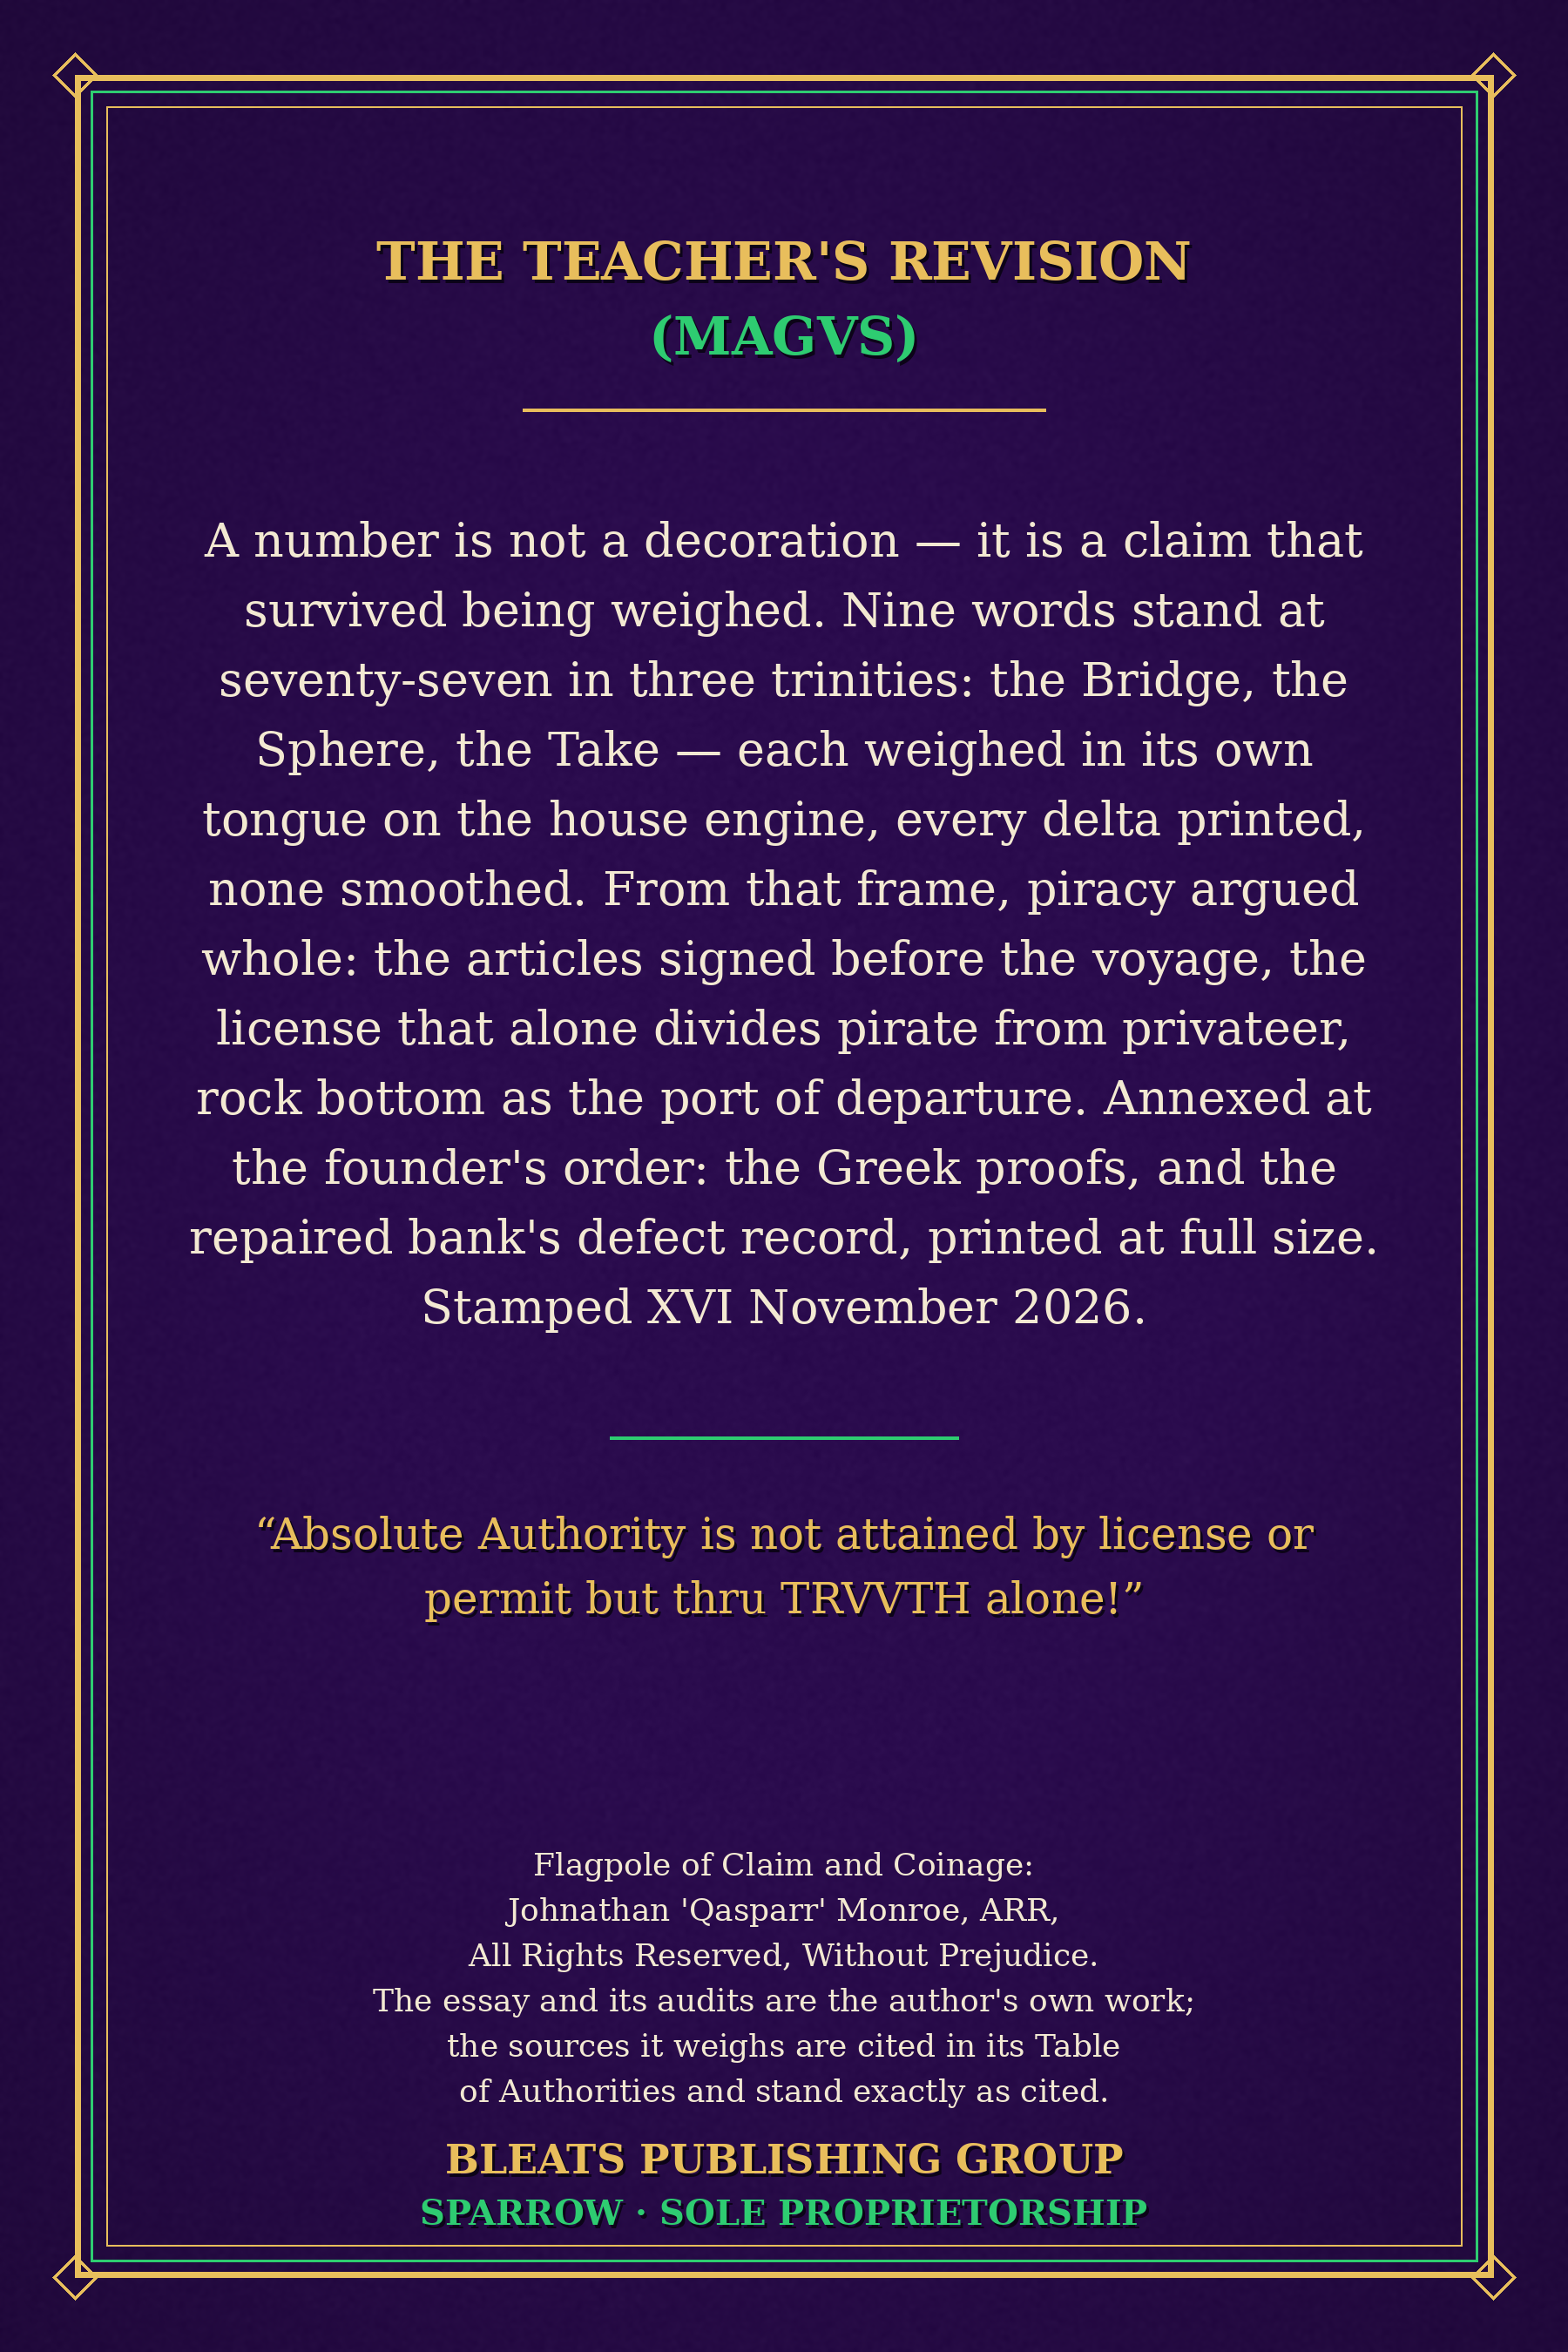 THE TEACHER'S REVISION
(MAGVS)
A number is not a decoration — it is a claim that
survived being weighed. Nine words stand at
seventy-seven in three trinities: the Bridge, the
Sphere, the Take — each weighed in its own
tongue on the house engine, every delta printed,
none smoothed. From that frame, piracy argued
whole: the articles signed before the voyage, the
license that alone divides pirate from privateer,
rock bottom as the port of departure. Annexed at
the founder's order: the Greek proofs, and the
repaired bank's defect record, printed at full size.
Stamped XVI November 2026.
“Absolute Authority is not attained by license or
permit but thru TRVVTH alone!”
Flagpole of Claim and Coinage:
Johnathan 'Qasparr' Monroe, ARR,
All Rights Reserved, Without Prejudice.
The essay and its audits are the author's own work;
the sources it weighs are cited in its Table
of Authorities and stand exactly as cited.
BLEATS PUBLISHING GROUP
SPARROW · SOLE PROPRIETORSHIP